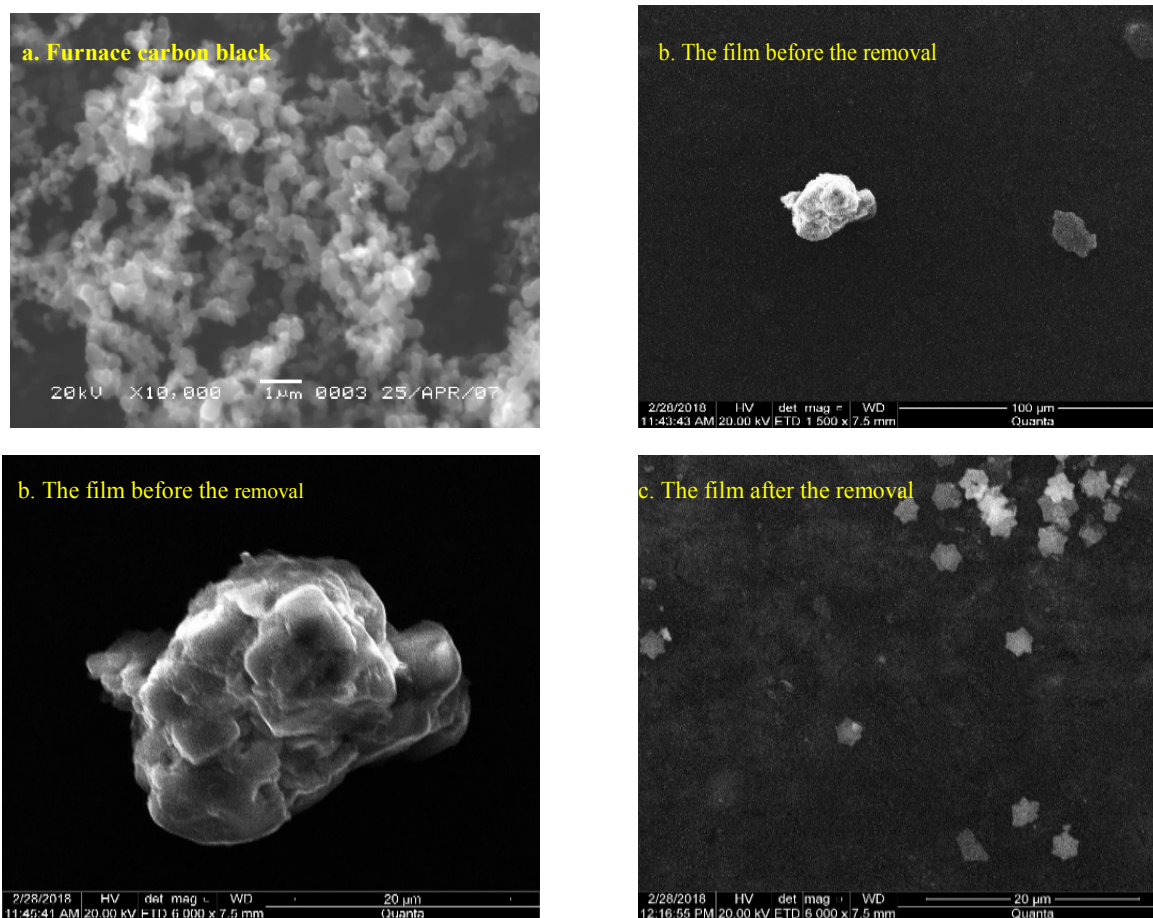 a. Furnace carbon black
20kV X10,000 1µm 0003 25/APR/07
b. The film before the removal
2/28/2018 HV det mag WD 100 µm
11:43:43 AM 20.00 kV ETD 1 500 x 7.5 mm Quanta
b. The film before the removal
2/28/2018 HV det mag WD 20 µm
11:45:41 AM 20.00 kV ETD 6 000 x 7.5 mm Quanta
c. The film after the removal
2/28/2018 HV det mag WD 20 µm
12:16:55 PM 20.00 kV ETD 6 000 x 7.5 mm Quanta